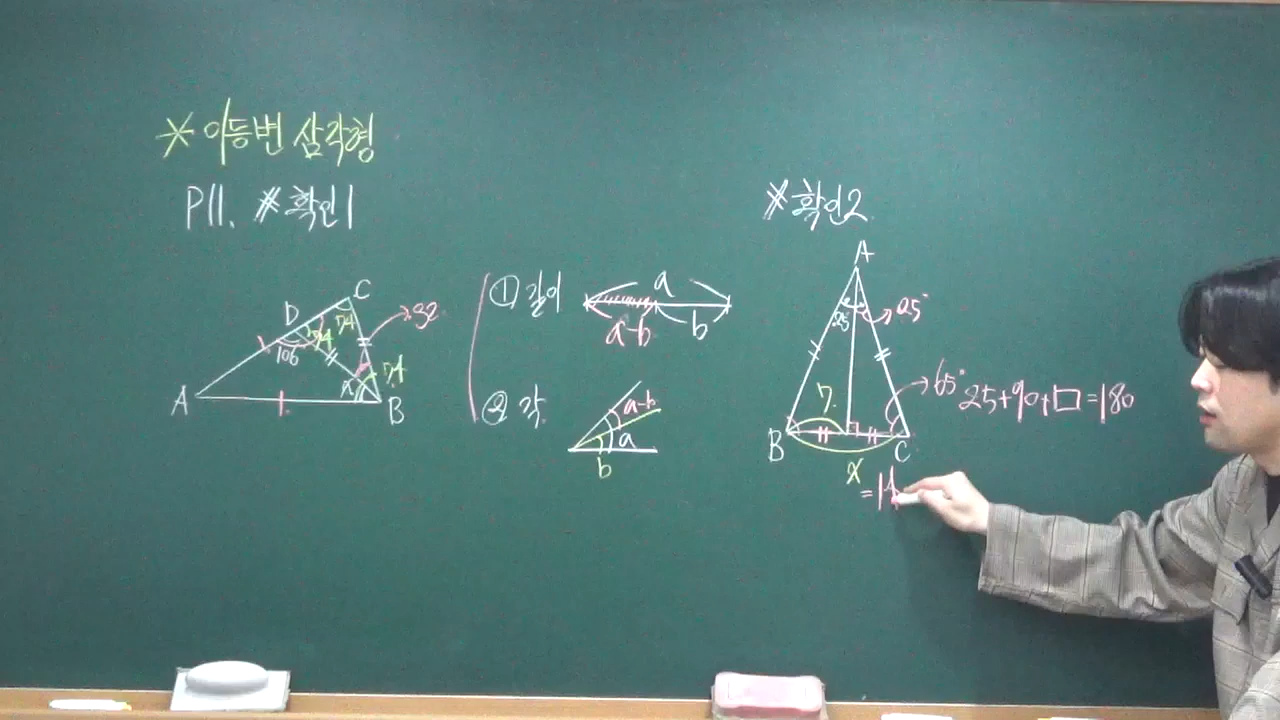 ※ 이등변 삼각형
P11. ※ 확인1
A
D
C
B
106
74
74
74
x
32
① 길이
a
a-b
b
② 각
a-b
a
b
※ 확인2
A
25°
25°
65°
25+90+□=180
7
B
C
x
=14